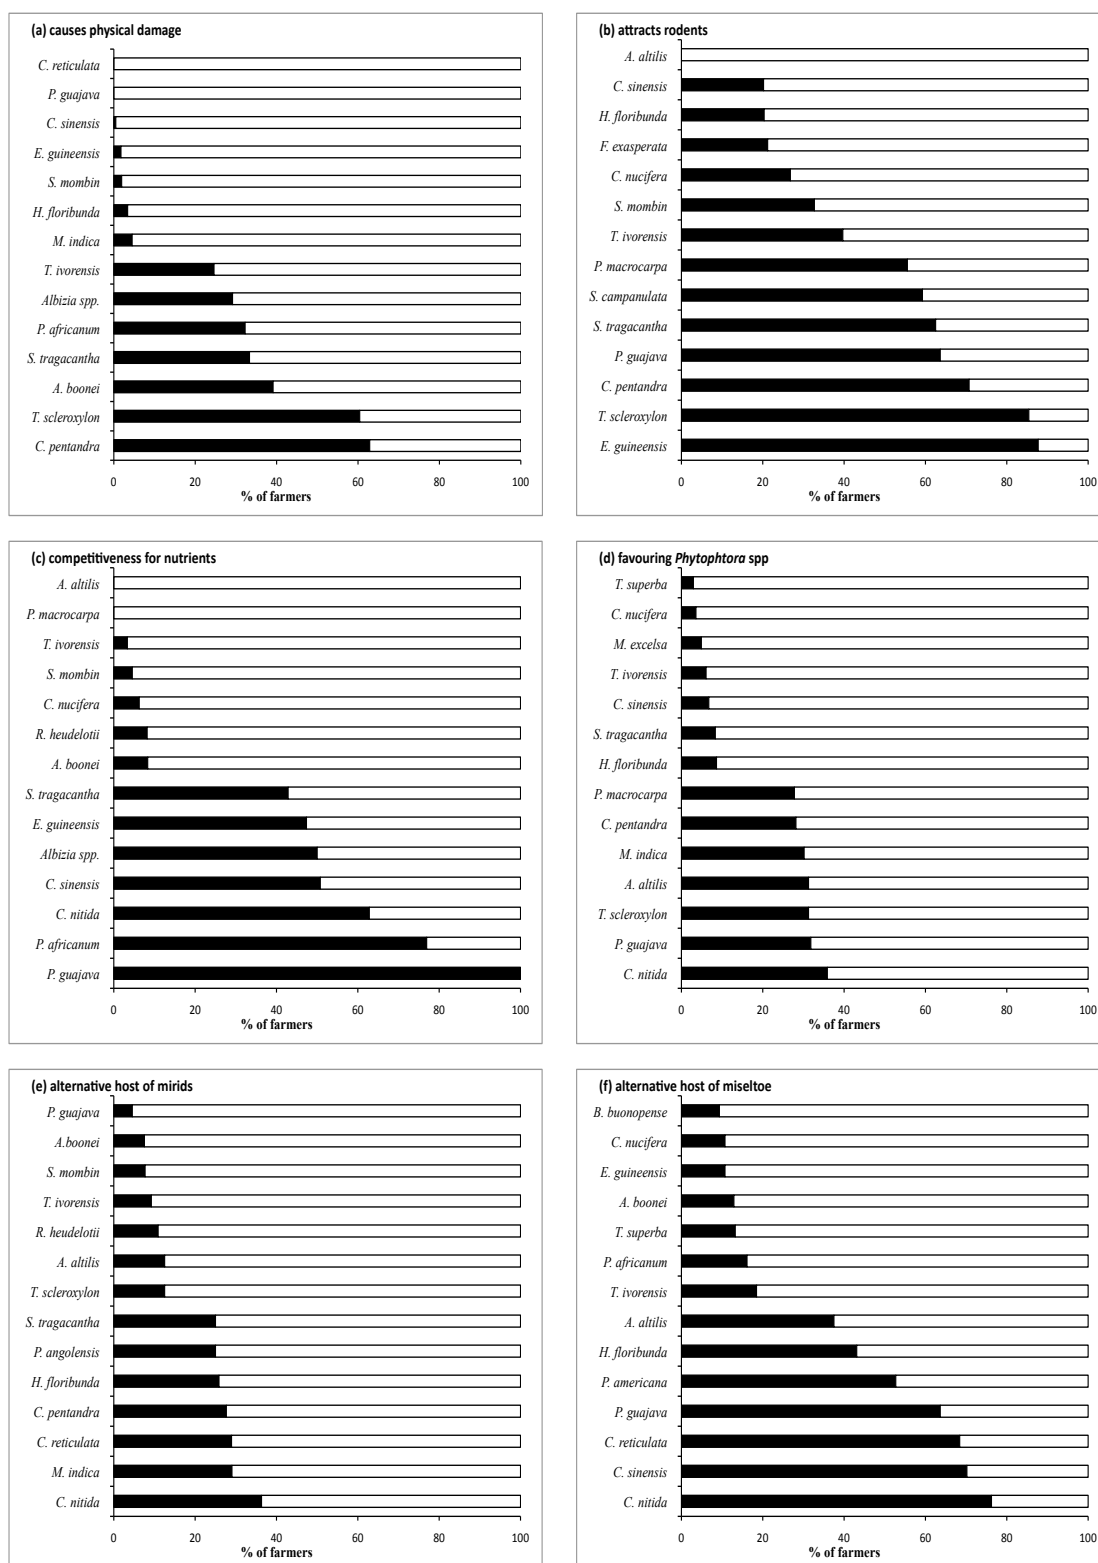 (a) causes physical damage
C. reticulata
P. guajava
C. sinensis
E. guineensis
S. mombin
H. floribunda
M. indica
T. ivorensis
Albizia spp.
P. africanum
S. tragacantha
A. boonei
T. scleroxylon
C. pentandra
0 20 40 60 80 100
% of farmers
(b) attracts rodents
A. altilis
C. sinensis
H. floribunda
F. exasperata
C. nucifera
S. mombin
T. ivorensis
P. macrocarpa
S. campanulata
S. tragacantha
P. guajava
C. pentandra
T. scleroxylon
E. guineensis
0 20 40 60 80 100
% of farmers
(c) competitiveness for nutrients
A. altilis
P. macrocarpa
T. ivorensis
S. mombin
C. nucifera
R. heudelotii
A. boonei
S. tragacantha
E. guineensis
Albizia spp.
C. sinensis
C. nitida
P. africanum
P. guajava
0 20 40 60 80 100
% of farmers
(d) favouring Phytophtora spp
T. superba
C. nucifera
M. excelsa
T. ivorensis
C. sinensis
S. tragacantha
H. floribunda
P. macrocarpa
C. pentandra
M. indica
A. altilis
T. scleroxylon
P. guajava
C. nitida
0 20 40 60 80 100
% of farmers
(e) alternative host of mirids
P. guajava
A.boonei
S. mombin
T. ivorensis
R. heudelotii
A. altilis
T. scleroxylon
S. tragacantha
P. angolensis
H. floribunda
C. pentandra
C. reticulata
M. indica
C. nitida
0 20 40 60 80 100
% of farmers
(f) alternative host of miseltoe
B. buonopense
C. nucifera
E. guineensis
A. boonei
T. superba
P. africanum
T. ivorensis
A. altilis
H. floribunda
P. americana
P. guajava
C. reticulata
C. sinensis
C. nitida
0 20 40 60 80 100
% of farmers